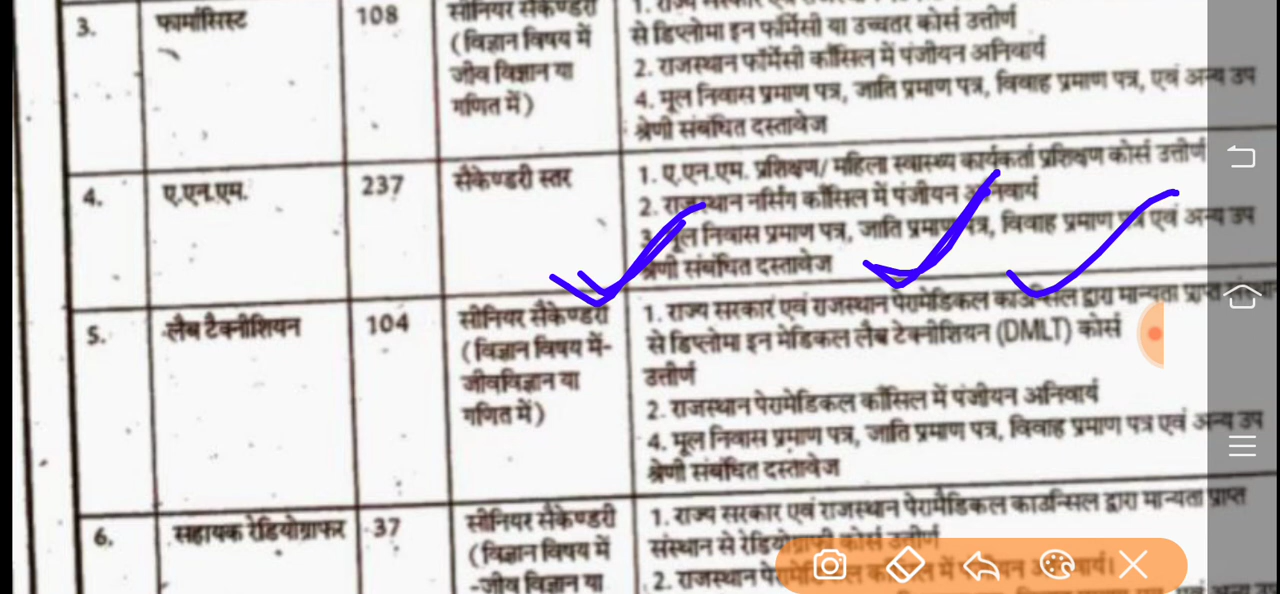 3. फार्मासिस्ट 108 सीनियर सैकण्डरी
(विज्ञान विषय में
जीव विज्ञान या
गणित में)
से डिप्लोमा इन फॉर्मेसी या उच्चतर कोर्स उत्तीर्ण
2. राजस्थान फॉर्मेसी कौंसिल में पंजीयन अनिवार्य
4. मूल निवास प्रमाण पत्र, जाति प्रमाण पत्र, विवाह प्रमाण पत्र, एवं अन्य उप
श्रेणी संबंधित दस्तावेज
4. ए.एन.एम. 237 सैकेण्डरी स्तर
1. ए.एन.एम. प्रशिक्षण/ महिला स्वास्थ्य कार्यकर्ता प्रशिक्षण कोर्स उत्तीर्ण
2. राजस्थान नर्सिंग कौंसिल में पंजीयन अनिवार्य
3. मूल निवास प्रमाण पत्र, जाति प्रमाण पत्र, विवाह प्रमाण पत्र एवं अन्य उप
श्रेणी संबंधित दस्तावेज
5. लैब टैक्नीशियन 104 सीनियर सैकेण्डरी
(विज्ञान विषय में-
जीवविज्ञान या
गणित में)
1. राज्य सरकार एवं राजस्थान पेरामेडिकल काउन्सिल द्वारा मान्यता प्राप्त
से डिप्लोमा इन मेडिकल लैब टेक्नीशियन (DMLT) कोर्स
उत्तीर्ण
2. राजस्थान पेरामेडिकल कौंसिल में पंजीयन अनिवार्य
4. मूल निवास प्रमाण पत्र, जाति प्रमाण पत्र, विवाह प्रमाण पत्र एवं अन्य उप
श्रेणी संबंधित दस्तावेज
6. सहायक रेडियोग्राफर 37 सीनियर सैकेण्डरी
(विज्ञान विषय में
-जीव विज्ञान या
1. राज्य सरकार एवं राजस्थान पेरामैडिकल काउन्सिल द्वारा मान्यता प्राप्त
संस्थान से रेडियोग्राफी कोर्स उत्तीर्ण
2. राजस्थान